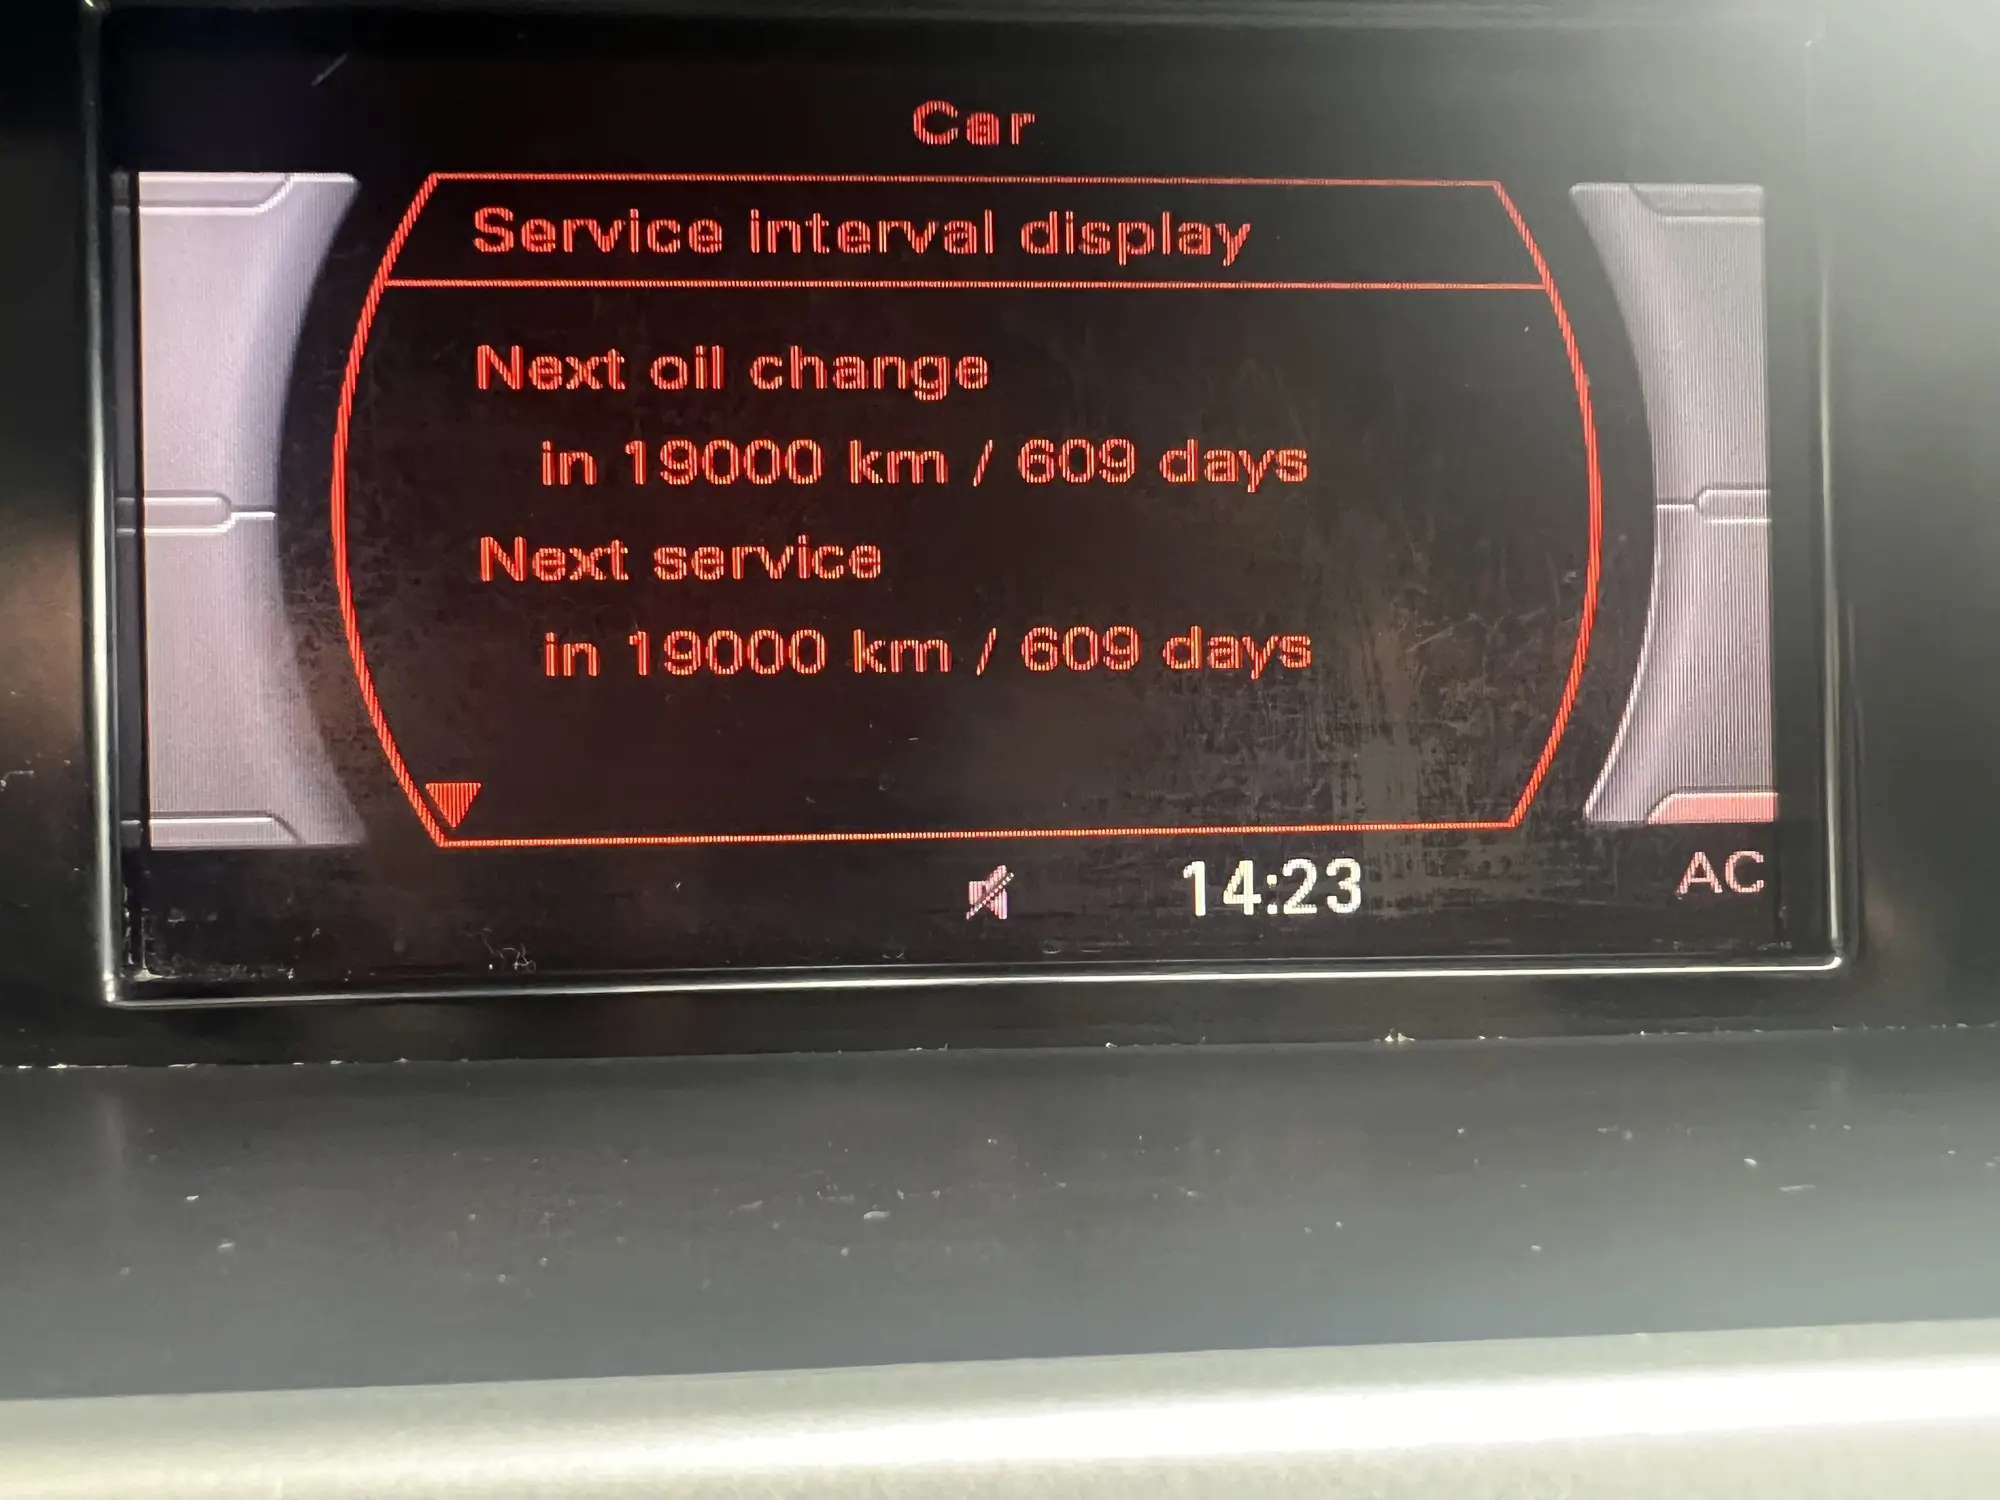 Car
Service interval display
Next oil change
in 19000 km / 609 days
Next service
in 19000 km / 609 days
14:23
AC